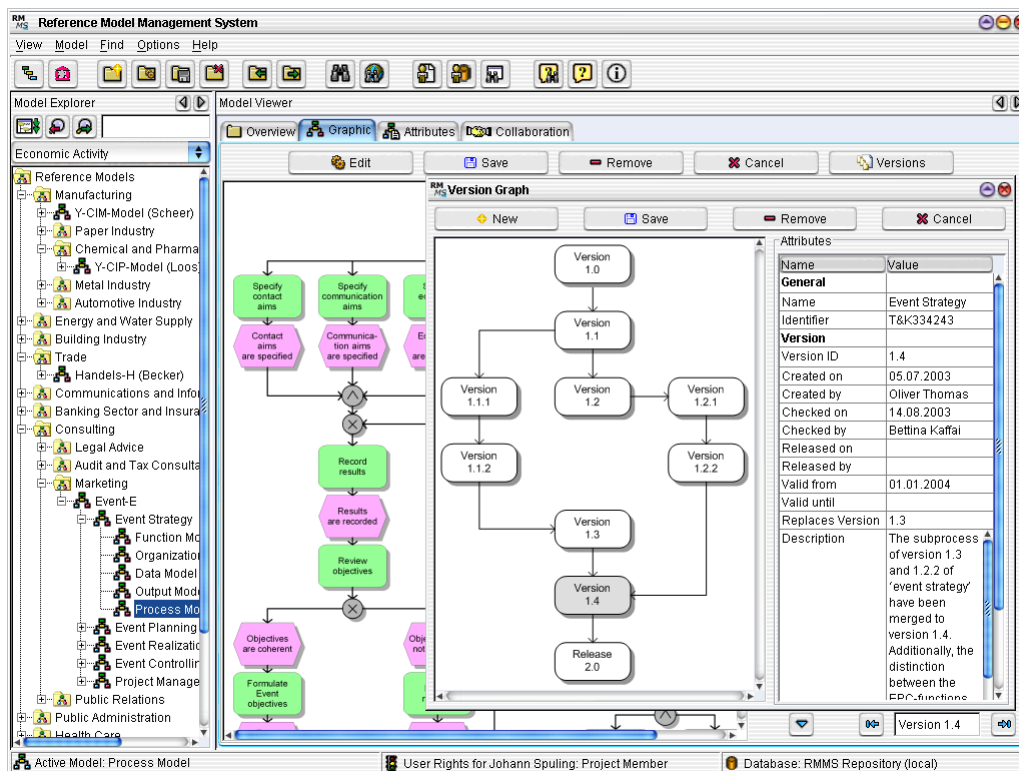 RM MS Reference Model Management System
View Model Find Options Help
Model Explorer
Model Viewer
Overview Graphic Attributes Collaboration
Economic Activity
Edit Save Remove Cancel Versions
Reference Models
Manufacturing
Y-CIM-Model (Scheer)
Paper Industry
Chemical and Pharma
Y-CIP-Model (Loos)
Metal Industry
Automotive Industry
Energy and Water Supply
Building Industry
Trade
Handels-H (Becker)
Communications and Infor
Banking Sector and Insura
Consulting
Legal Advice
Audit and Tax Consulta
Marketing
Event-E
Event Strategy
Function Mo
Organization
Data Model
Output Mode
Process Mo
Event Planning
Event Realizatio
Event Controllin
Project Manage
Public Relations
Public Administration
Health Care
Specify
contact
aims
Specify
communication
aims
Contact
aims
are specified
Communica-
tion aims
are specified
Record
results
Results
are recorded
Review
objectives
Objectives
are coherent
Formulate
Event
objectives
RM MS Version Graph
New Save Remove Cancel
Version
1.0
Version
1.1
Version
1.1.1
Version
1.2
Version
1.2.1
Version
1.1.2
Version
1.2.2
Version
1.3
Version
1.4
Release
2.0
Attributes
Name Value
General
Name Event Strategy
Identifier T&K334243
Version
Version ID 1.4
Created on 05.07.2003
Created by Oliver Thomas
Checked on 14.08.2003
Checked by Bettina Kaffai
Released on
Released by
Valid from 01.01.2004
Valid until
Replaces Version 1.3
Description The subprocess
of version 1.3
and 1.2.2 of
'event strategy'
have been
merged to
version 1.4.
Additionally, the
distinction
between the
EPC-functions
Version 1.4
Active Model: Process Model
User Rights for Johann Spuling: Project Member
Database: RMMS Repository (local)